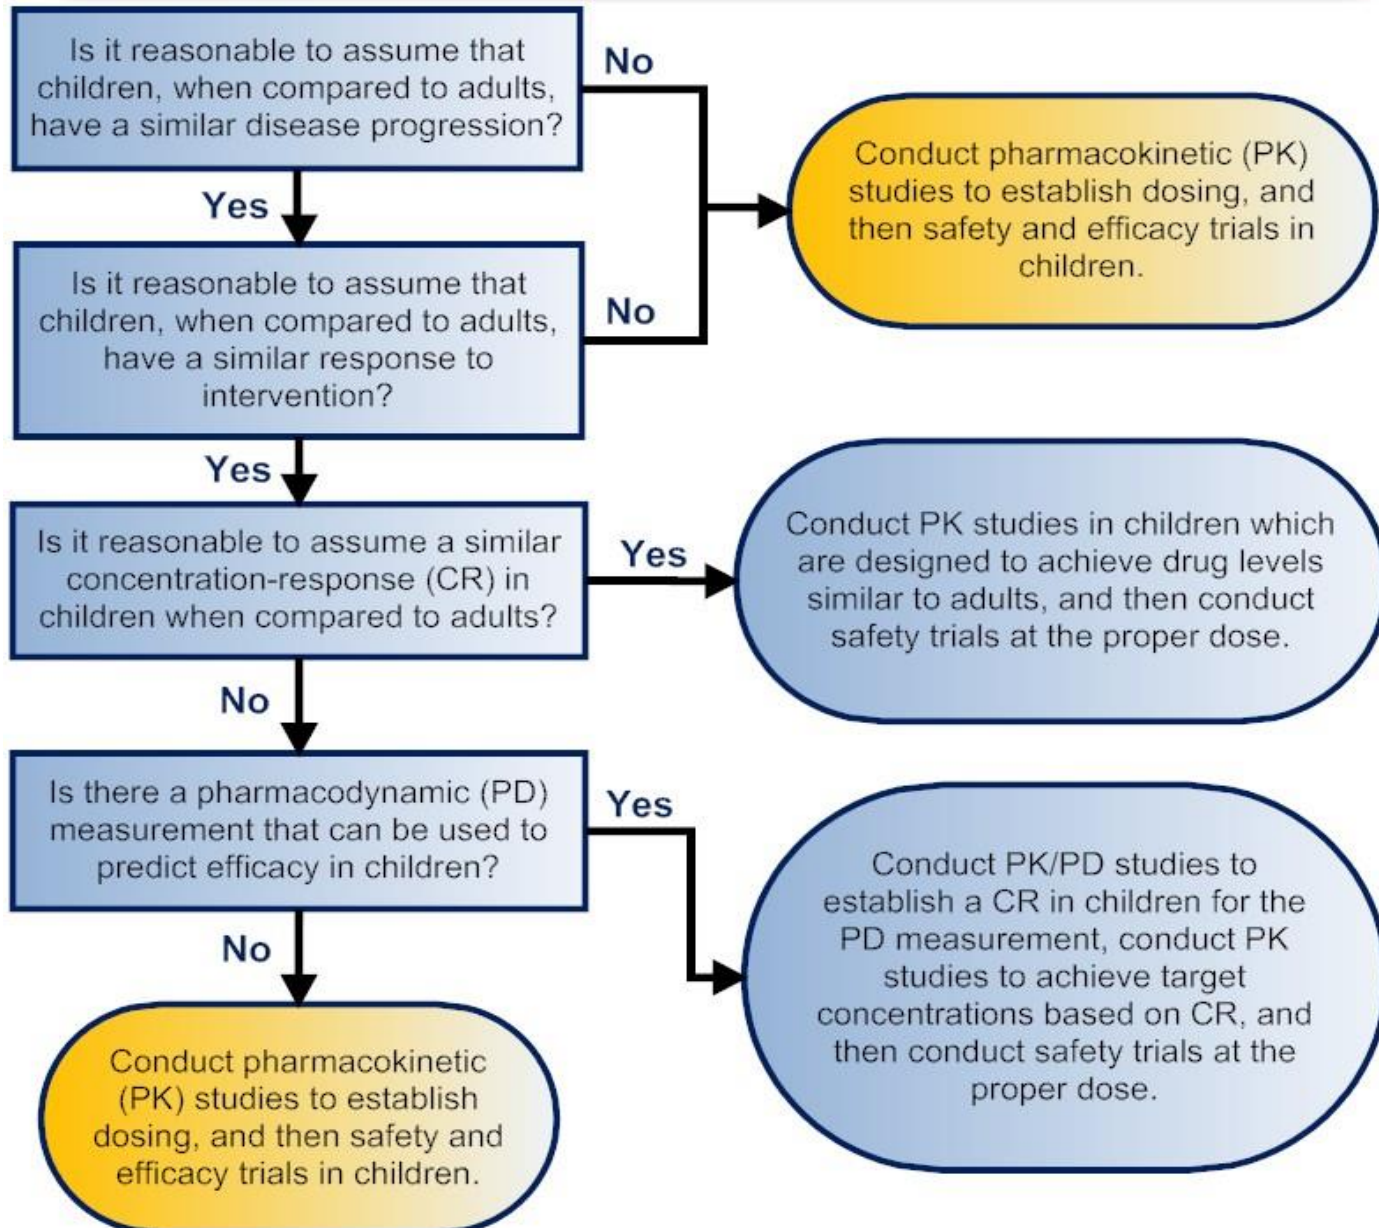 Is it reasonable to assume that
children, when compared to adults,
have a similar disease progression?
No
Conduct pharmacokinetic (PK)
studies to establish dosing, and
then safety and efficacy trials in
children.
Yes
Is it reasonable to assume that
children, when compared to adults,
have a similar response to
intervention?
No
Yes
Is it reasonable to assume a similar
concentration-response (CR) in
children when compared to adults?
Yes
Conduct PK studies in children which
are designed to achieve drug levels
similar to adults, and then conduct
safety trials at the proper dose.
No
Is there a pharmacodynamic (PD)
measurement that can be used to
predict efficacy in children?
Yes
Conduct PK/PD studies to
establish a CR in children for the
PD measurement, conduct PK
studies to achieve target
concentrations based on CR, and
then conduct safety trials at the
proper dose.
No
Conduct pharmacokinetic
(PK) studies to establish
dosing, and then safety and
efficacy trials in children.